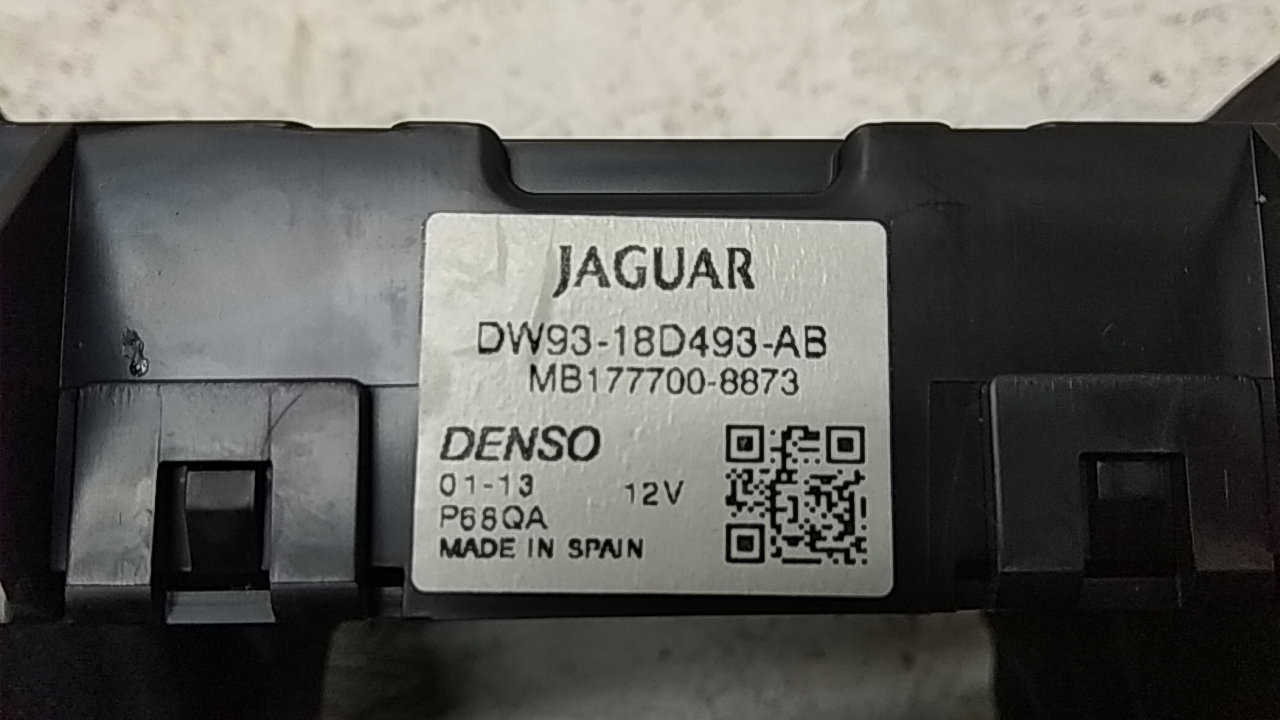 JAGUAR
DW93-18D493-AB
MB177700-8873
DENSO
01-13 12V
P68QA
MADE IN SPAIN